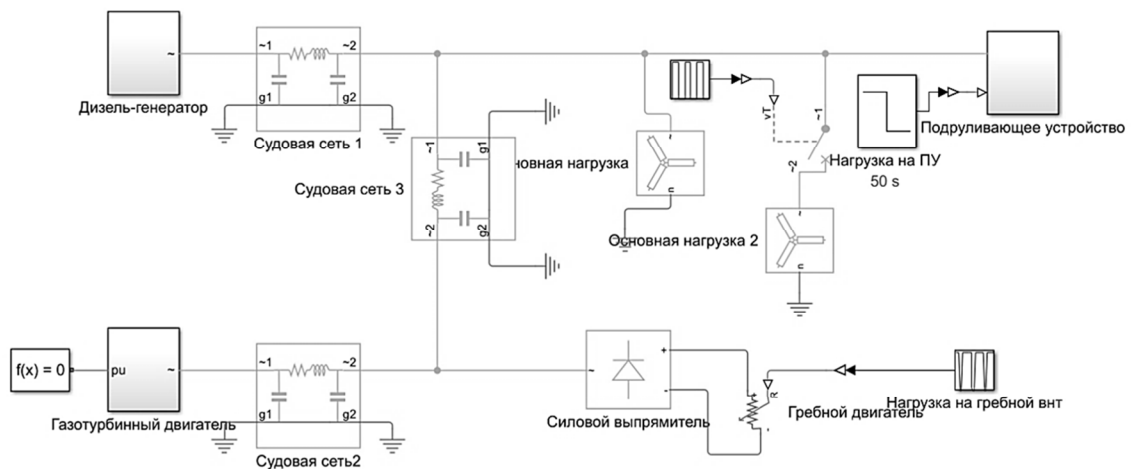 ~
Дизель-генератор
~1
~2
g1
g2
Судовая сеть 1
~1
g1
Судовая сеть 3
~2
g2
~
n
овная нагрузка
vT
~1
~2
Нагрузка на ПУ
50 s
Подруливающее устройство
Основная нагрузка 2
~
n
f(x) = 0
pu
~
Газотурбинный двигатель
~1
~2
g1
g2
Судовая сеть2
~
+
-
Силовой выпрямитель
+
R
-
Гребной двигатель
Нагрузка на гребной внт